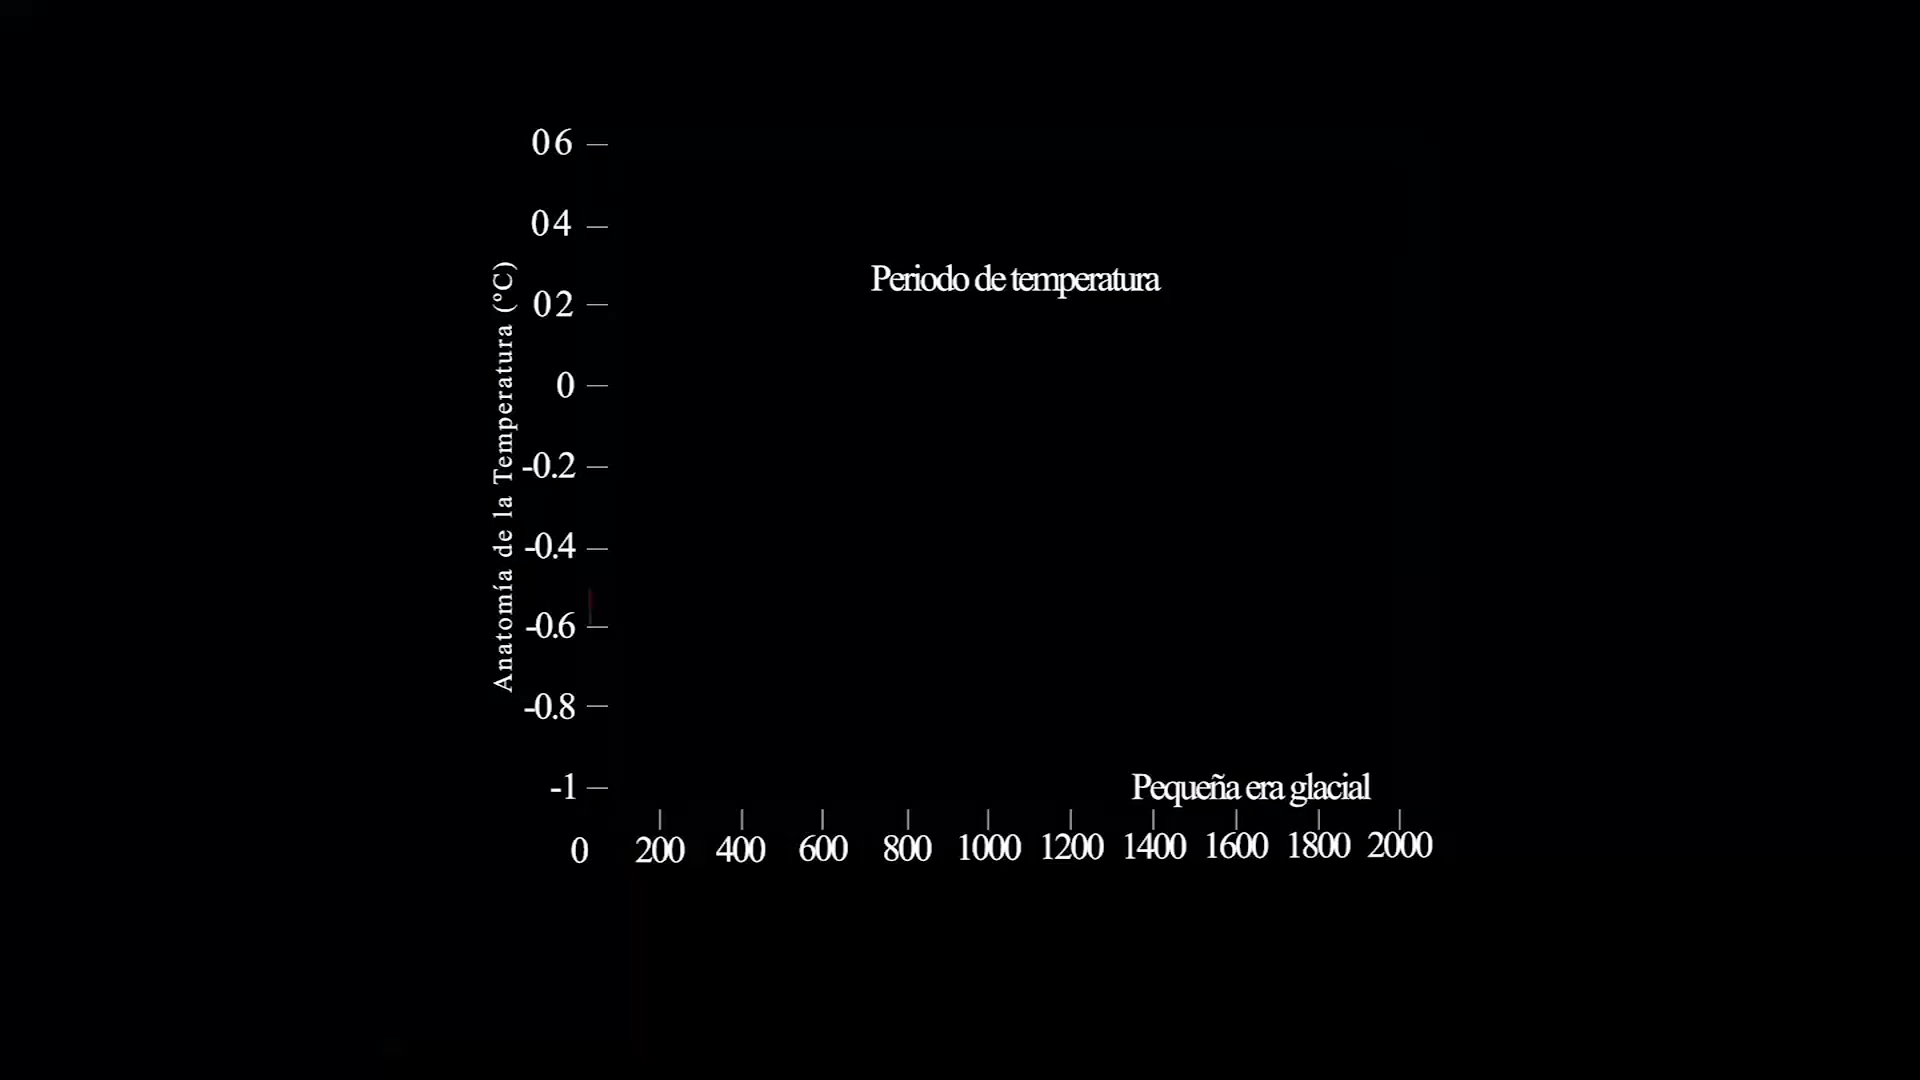 06
04
Periodo de temperatura
02
0
-0.2
-0.4
-0.6
-0.8
-1
Anatomía de la Temperatura (ºC)
Pequeña era glacial
0 200 400 600 800 1000 1200 1400 1600 1800 2000